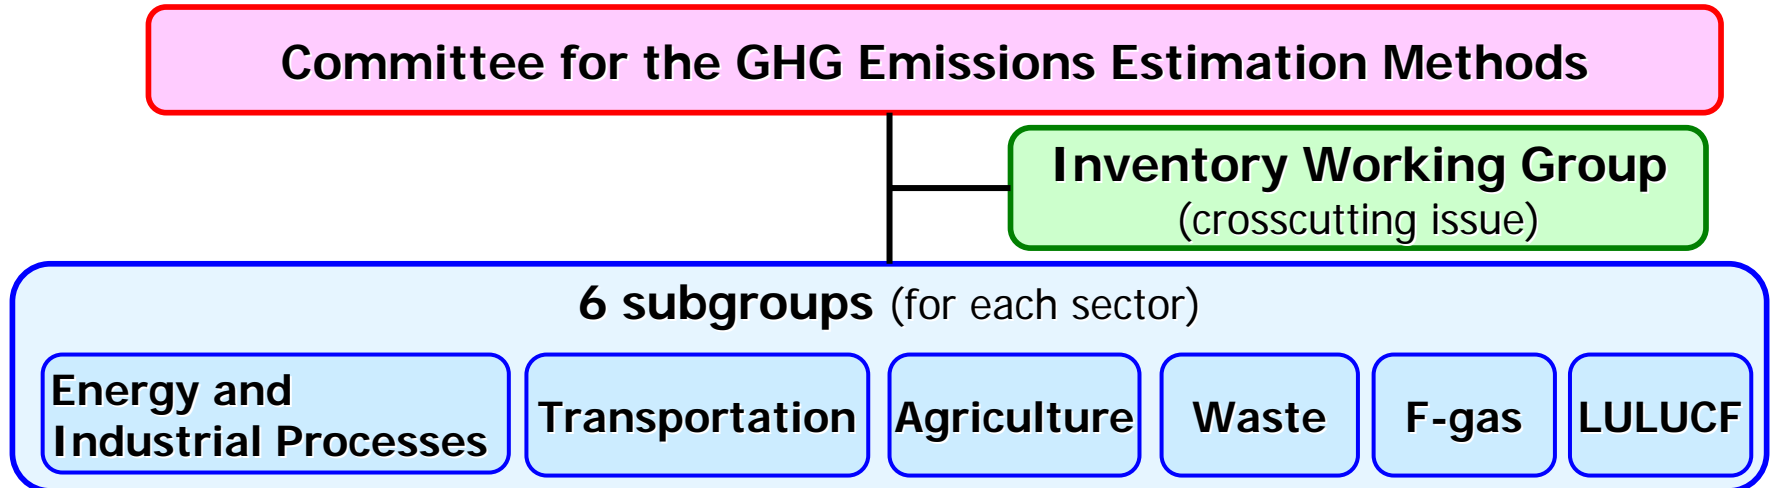 Committee for the GHG Emissions Estimation Methods
Inventory Working Group
(crosscutting issue)
6 subgroups (for each sector)
Energy and
Industrial Processes
Transportation
Agriculture
Waste
F-gas
LULUCF